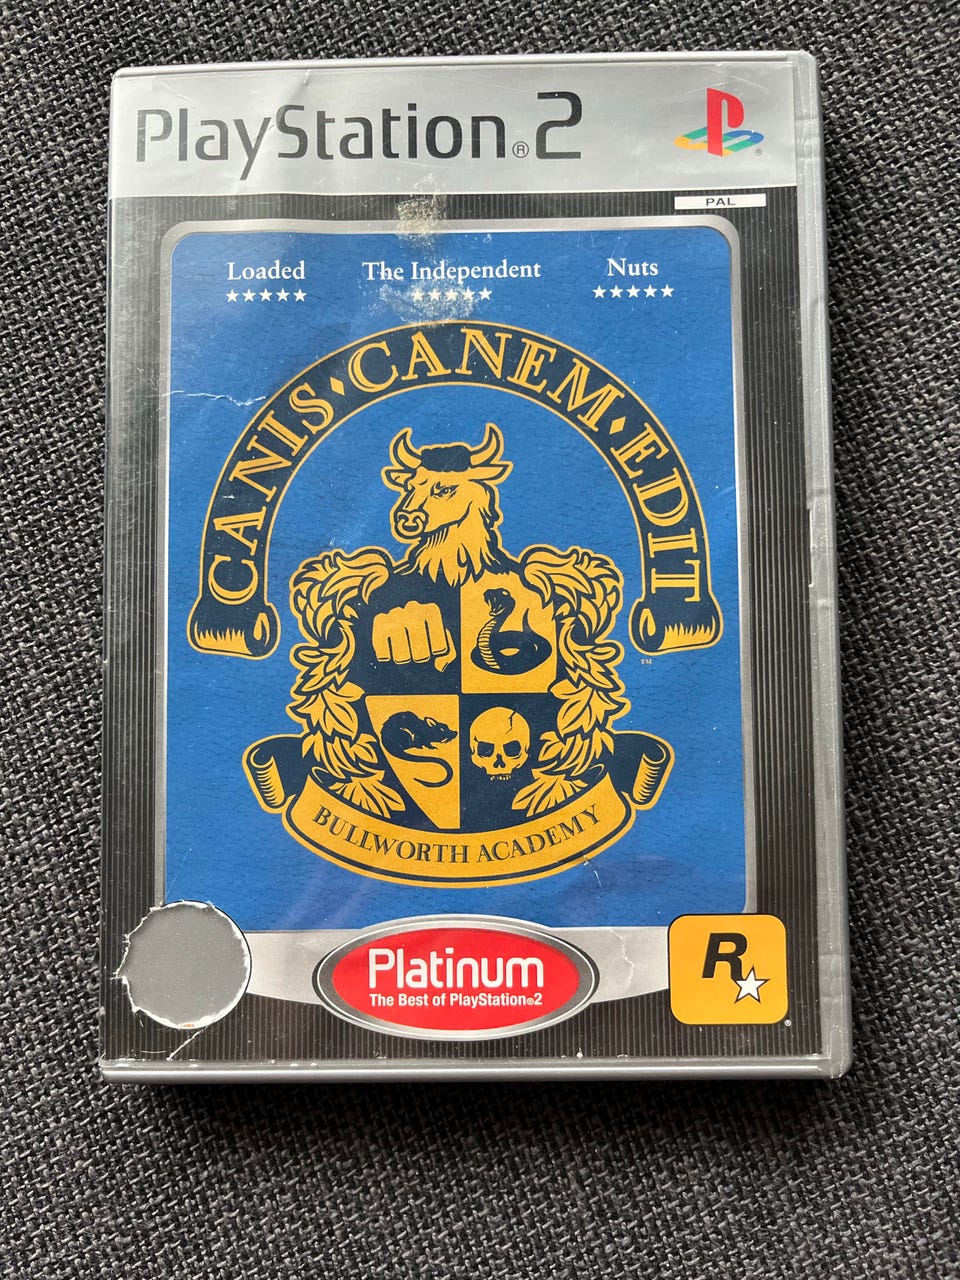 PlayStation®2
PAL
Loaded
The Independent
Nuts
CANIS CANEM EDIT
TM
BULLWORTH ACADEMY
Platinum
The Best of PlayStation®2
R
®